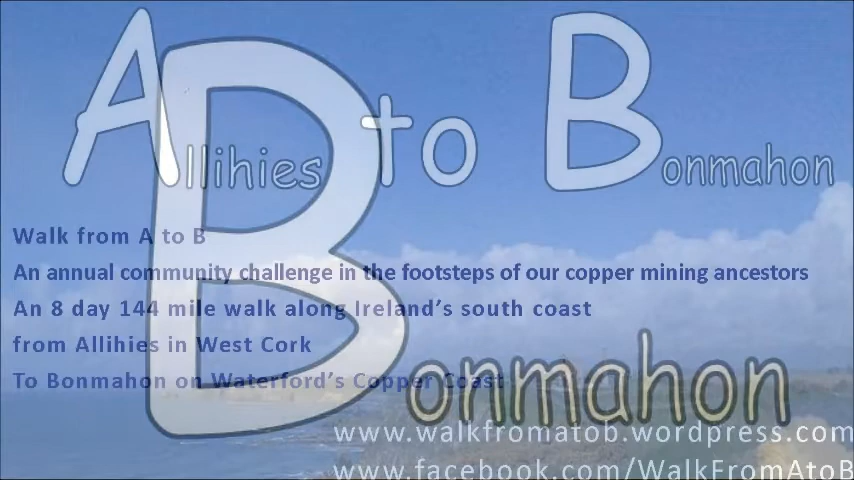 Allihies to Bonmahon
Walk from A to B
An annual community challenge in the footsteps of our copper mining ancestors
An 8 day 144 mile walk along Ireland’s south coast
from Allihies in West Cork
To Bonmahon on Waterford’s Copper Coast
Bonmahon
www.walkfromatob.wordpress.com
www.facebook.com/WalkFromAtoB